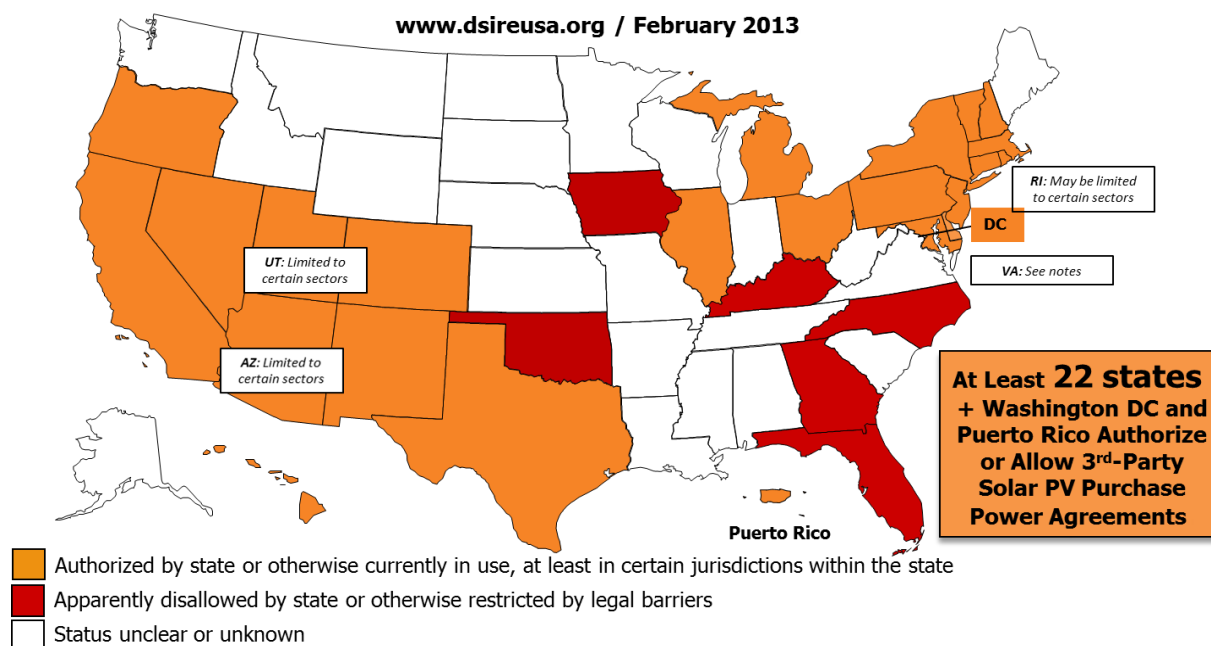 www.dsireusa.org / February 2013
RI: May be limited
to certain sectors
DC
UT: Limited to
certain sectors
VA: See notes
AZ: Limited to
certain sectors
At Least 22 states
+ Washington DC and
Puerto Rico Authorize
or Allow 3rd-Party
Solar PV Purchase
Power Agreements
Puerto Rico
Authorized by state or otherwise currently in use, at least in certain jurisdictions within the state
Apparently disallowed by state or otherwise restricted by legal barriers
Status unclear or unknown